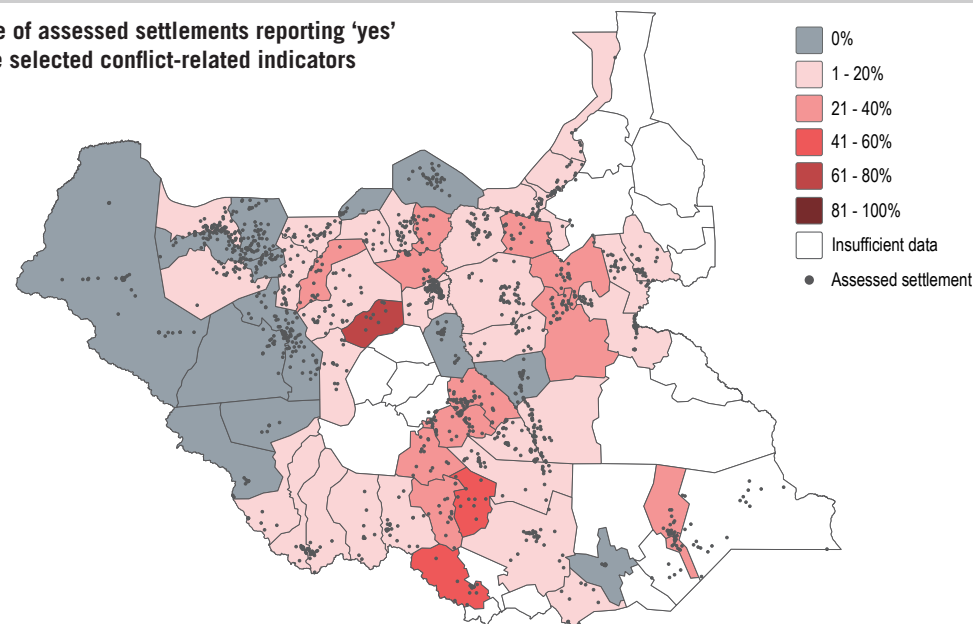 of assessed settlements reporting ‘yes’
selected conflict-related indicators
0%
1 - 20%
21 - 40%
41 - 60%
61 - 80%
81 - 100%
Insufficient data
Assessed settlement